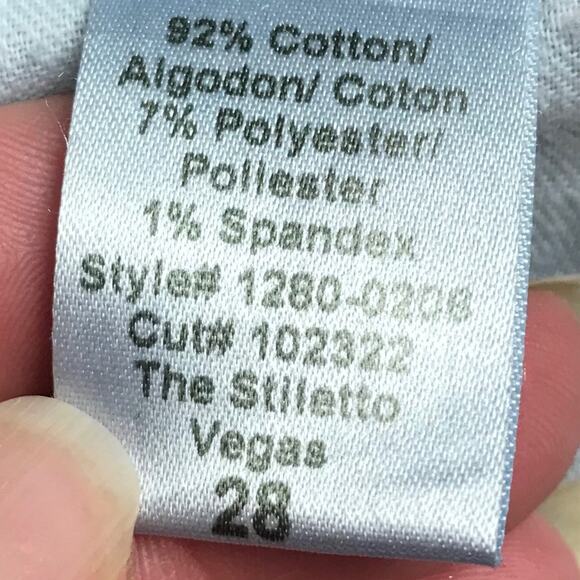 92% Cotton/
Algodon/ Coton
7% Polyester/
Poliester
1% Spandex
Style# 1280-0208
Cut# 102322
The Stiletto
Vegas
28